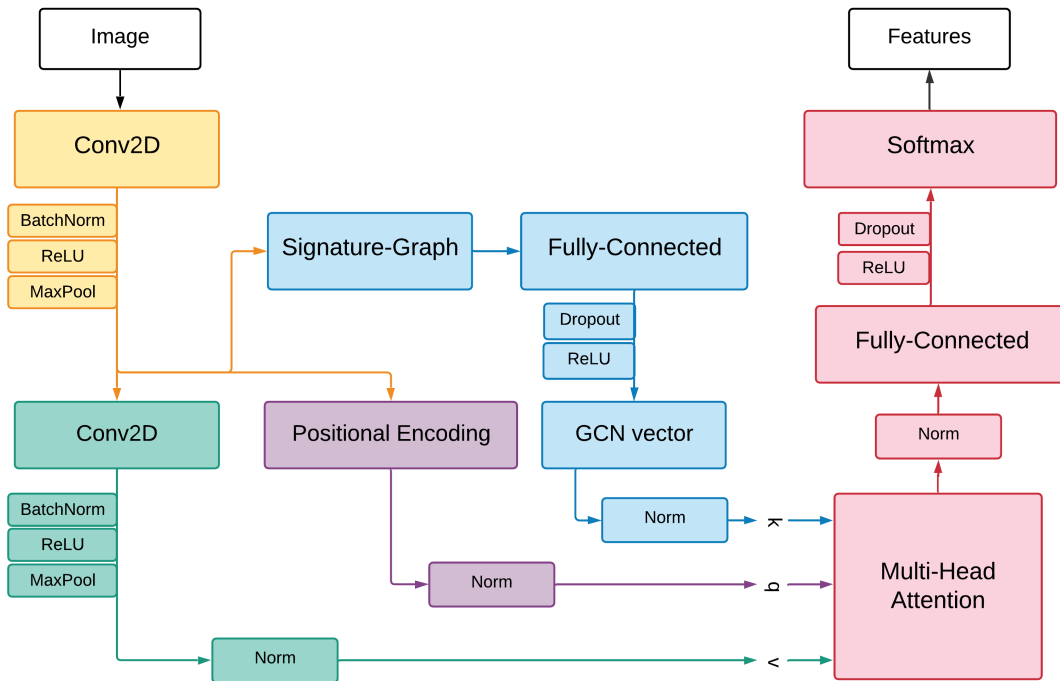 Image
Features
Conv2D
Softmax
BatchNorm
ReLU
MaxPool
Signature-Graph
Fully-Connected
Dropout
ReLU
Dropout
ReLU
Fully-Connected
Conv2D
Positional Encoding
GCN vector
Norm
BatchNorm
ReLU
MaxPool
Norm
k
Norm
q
Norm
v
Multi-Head
Attention